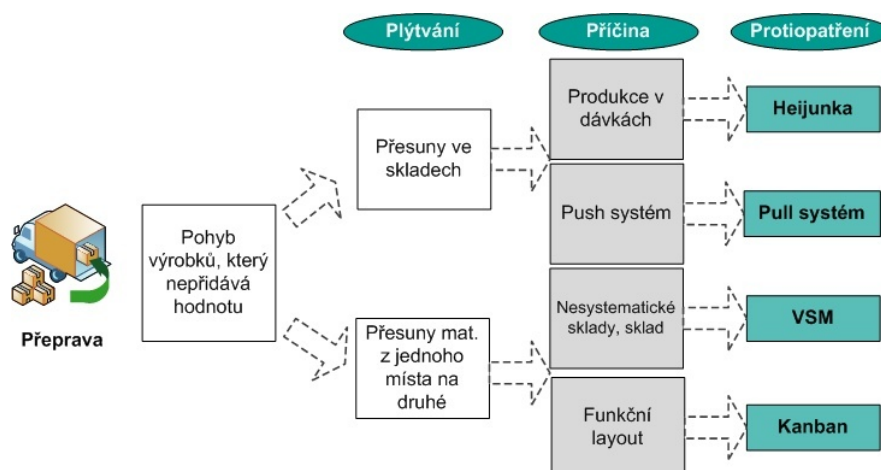 Plýtvání
Příčina
Protiopatření
Přeprava
Pohyb
výrobků, který
nepřidává
hodnotu
Přesuny ve
skladech
Přesuny mat.
z jednoho
místa na
druhé
Produkce v
dávkách
Push systém
Nesystematické
sklady, sklad
Funkční
layout
Heijunka
Pull systém
VSM
Kanban